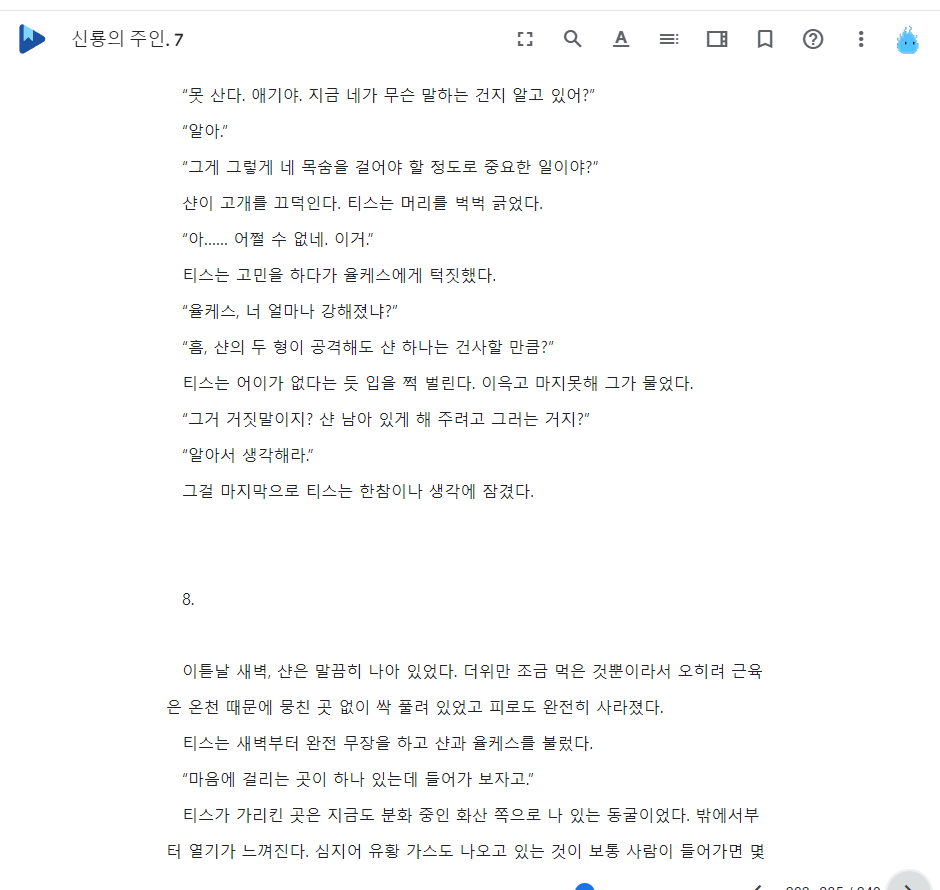 신룡의 주인. 7
“못 산다. 얘기야. 지금 네가 무슨 말하는 건지 알고 있어?”
“알아.”
“그게 그렇게 네 목숨을 걸어야 할 정도로 중요한 일이야?”
샨이 고개를 끄덕인다. 티스는 머리를 벅벅 긁었다.
“아…… 어쩔 수 없네. 이거.”
티스는 고민을 하다가 율케스에게 턱짓했다.
“율케스, 너 얼마나 강해졌냐?”
“흠, 샨의 두 형이 공격해도 샨 하나는 건사할 만큼?”
티스는 어이가 없다는 듯 입을 쩍 벌린다. 이윽고 마지못해 그가 물었다.
“그거 거짓말이지? 샨 남아 있게 해 주려고 그러는 거지?”
“알아서 생각해라.”
그걸 마지막으로 티스는 한참이나 생각에 잠겼다.
8.
이튿날 새벽, 샨은 말끔히 나아 있었다. 더위만 조금 먹은 것뿐이라서 오히려 근육
은 온천 때문에 뭉친 곳 없이 싹 풀려 있었고 피로도 완전히 사라졌다.
티스는 새벽부터 완전 무장을 하고 샨과 율케스를 불렀다.
“마음에 걸리는 곳이 하나 있는데 들어가 보자고.”
티스가 가리킨 곳은 지금도 분화 중인 화산 쪽으로 나 있는 동굴이었다. 밖에서부
터 열기가 느껴진다. 심지어 유황 가스도 나오고 있는 것이 보통 사람이 들어가면 몇